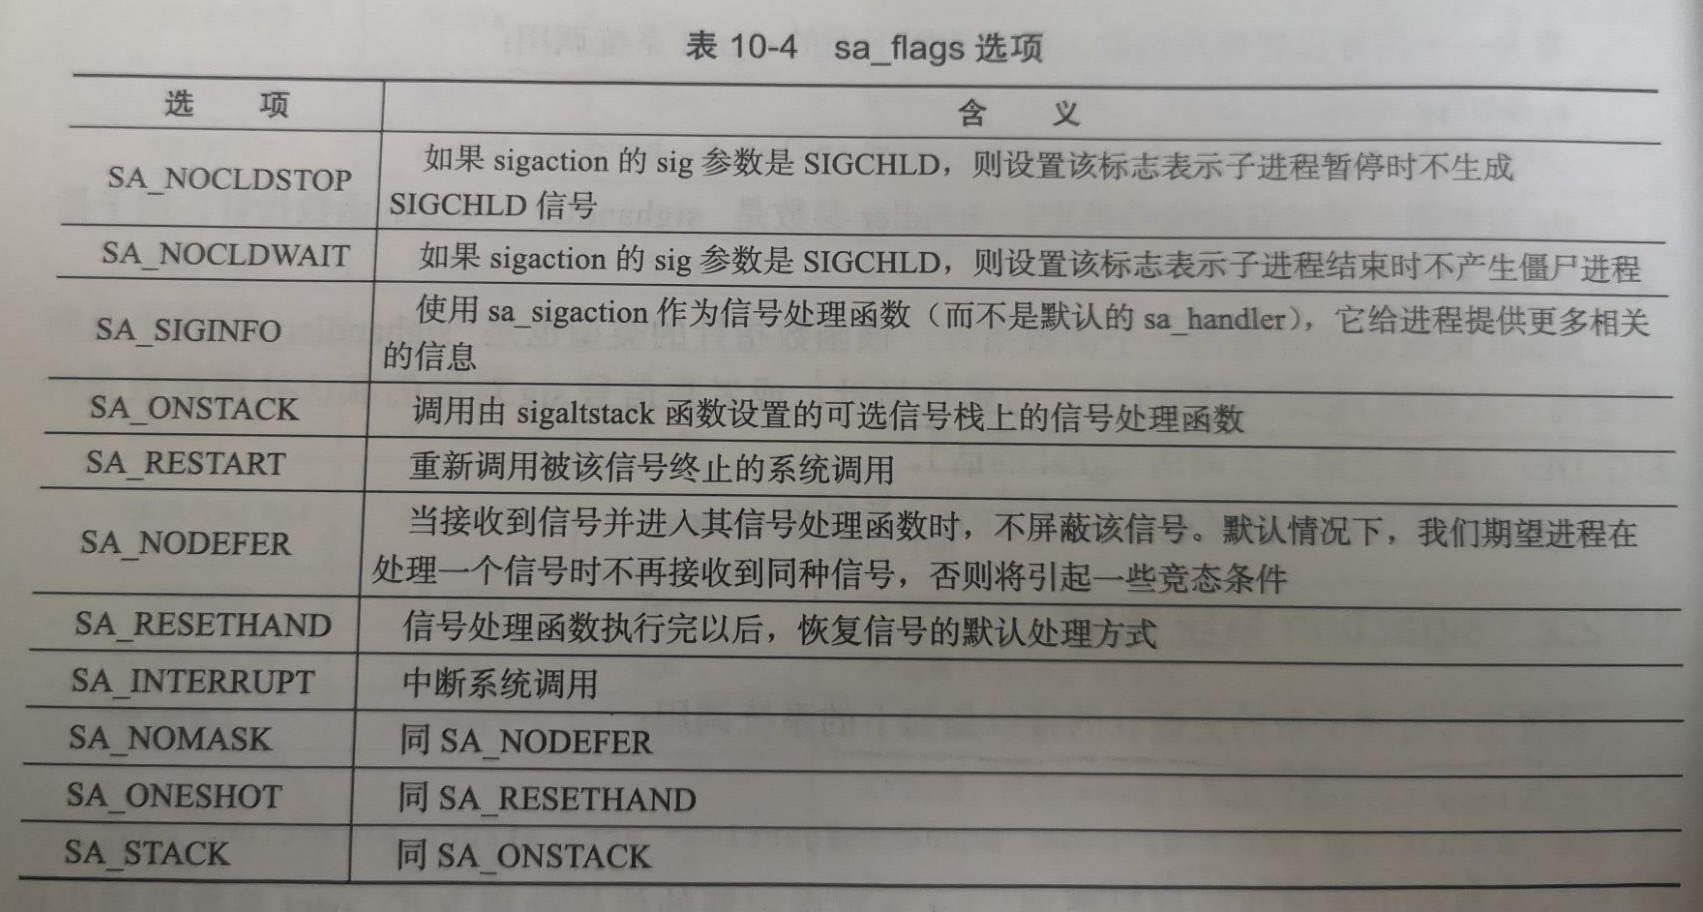 表 10-4 sa_flags 选项
选 项 含 义
SA_NOCLDSTOP 如果 sigaction 的 sig 参数是 SIGCHLD，则设置该标志表示子进程暂停时不生成
SIGCHLD 信号
SA_NOCLDWAIT 如果 sigaction 的 sig 参数是 SIGCHLD，则设置该标志表示子进程结束时不产生僵尸进程
SA_SIGINFO 使用 sa_sigaction 作为信号处理函数（而不是默认的 sa_handler），它给进程提供更多相关
的信息
SA_ONSTACK 调用由 sigaltstack 函数设置的可选信号栈上的信号处理函数
SA_RESTART 重新调用被该信号终止的系统调用
SA_NODEFER 当接收到信号并进入其信号处理函数时，不屏蔽该信号。默认情况下，我们期望进程在
处理一个信号时不再接收到同种信号，否则将引起一些竞态条件
SA_RESETHAND 信号处理函数执行完以后，恢复信号的默认处理方式
SA_INTERRUPT 中断系统调用
SA_NOMASK 同 SA_NODEFER
SA_ONESHOT 同 SA_RESETHAND
SA_STACK 同 SA_ONSTACK